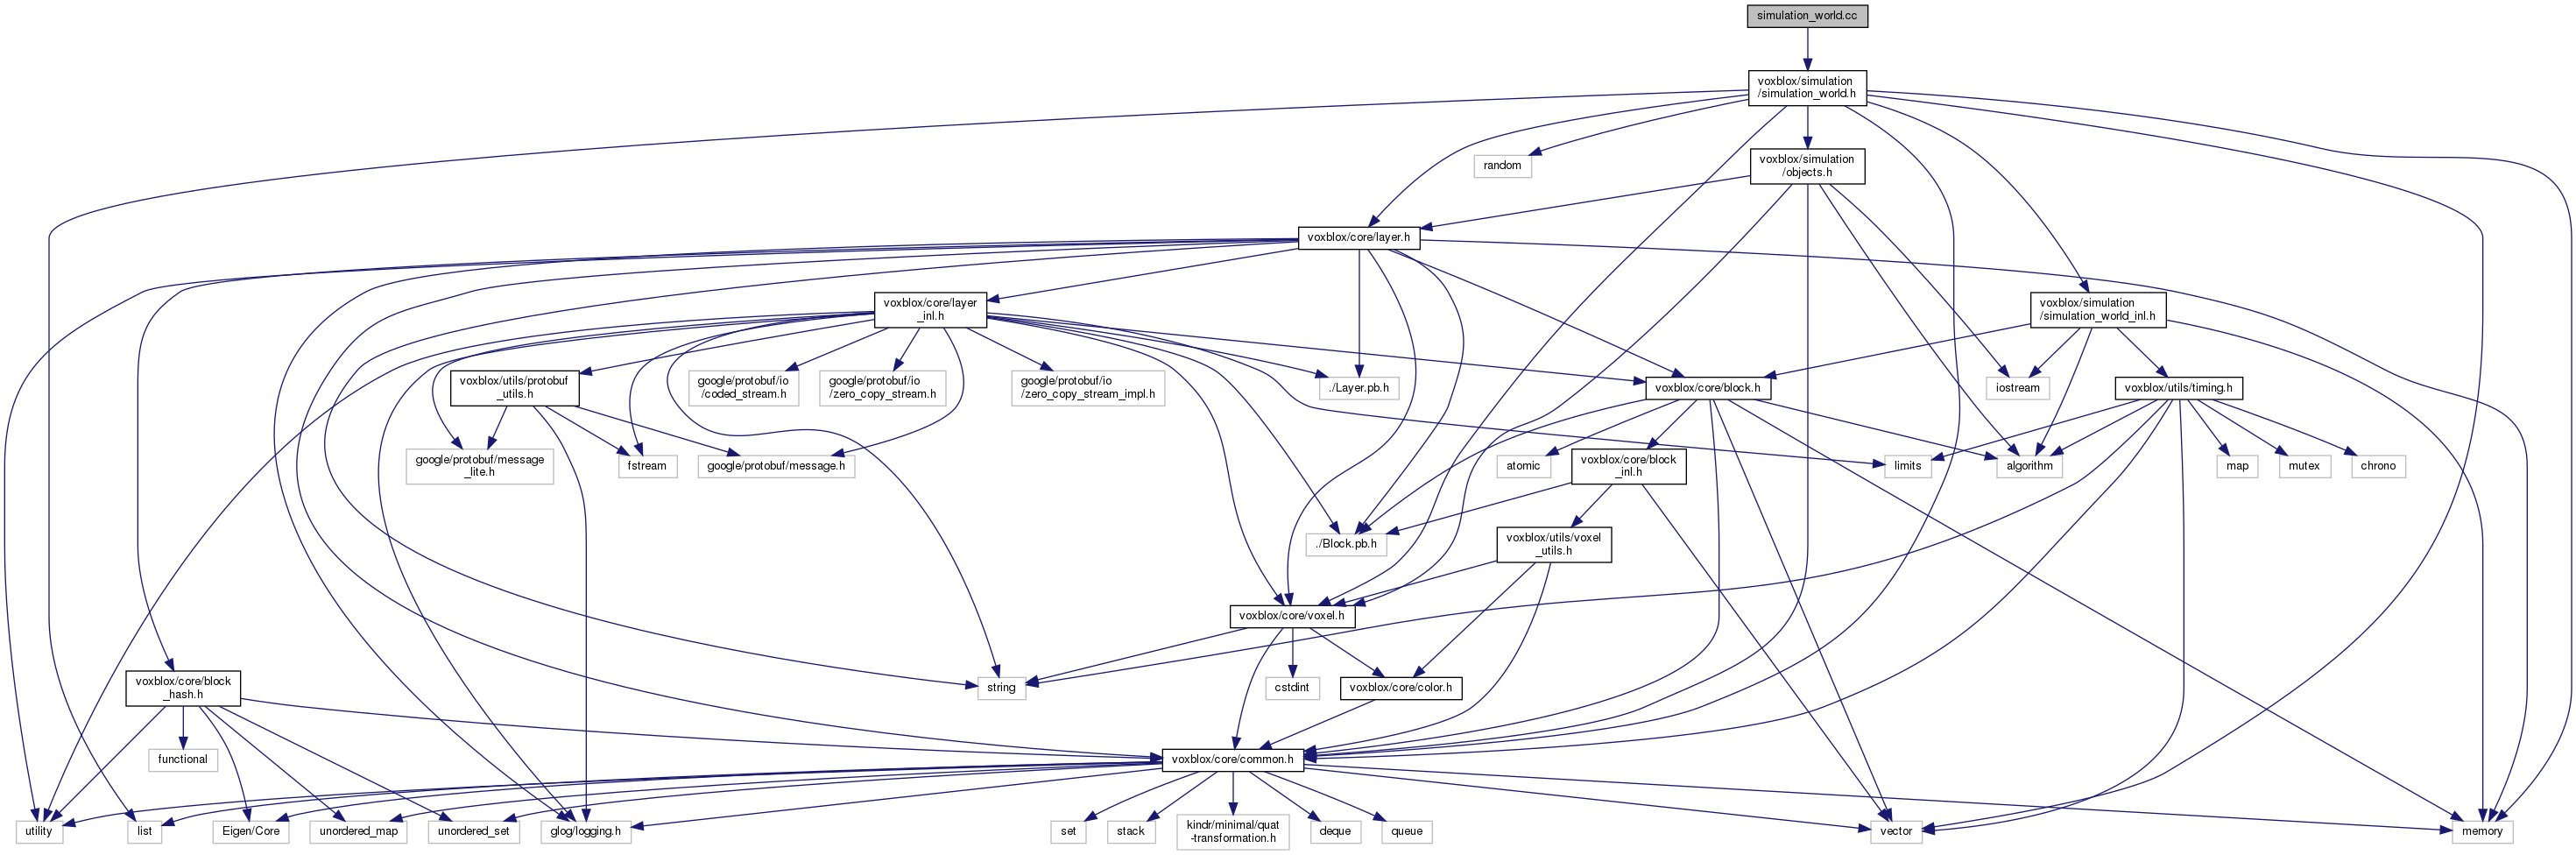 simulation_world.cc
voxblox/simulation
/simulation_world.h
random
voxblox/simulation
/objects.h
voxblox/core/layer.h
voxblox/core/layer
_inl.h
voxblox/simulation
/simulation_world_inl.h
voxblox/utils/protobuf
_utils.h
google/protobuf/io
/coded_stream.h
google/protobuf/io
/zero_copy_stream.h
google/protobuf/io
/zero_copy_stream_impl.h
./Layer.pb.h
voxblox/core/block.h
iostream
voxblox/utils/timing.h
google/protobuf/message
_lite.h
fstream
google/protobuf/message.h
atomic
voxblox/core/block
_inl.h
limits
algorithm
map
mutex
chrono
./Block.pb.h
voxblox/utils/voxel
_utils.h
voxblox/core/voxel.h
voxblox/core/block
_hash.h
string
cstdint
voxblox/core/color.h
functional
voxblox/core/common.h
utility
list
Eigen/Core
unordered_map
unordered_set
glog/logging.h
set
stack
kindr/minimal/quat
-transformation.h
deque
queue
vector
memory